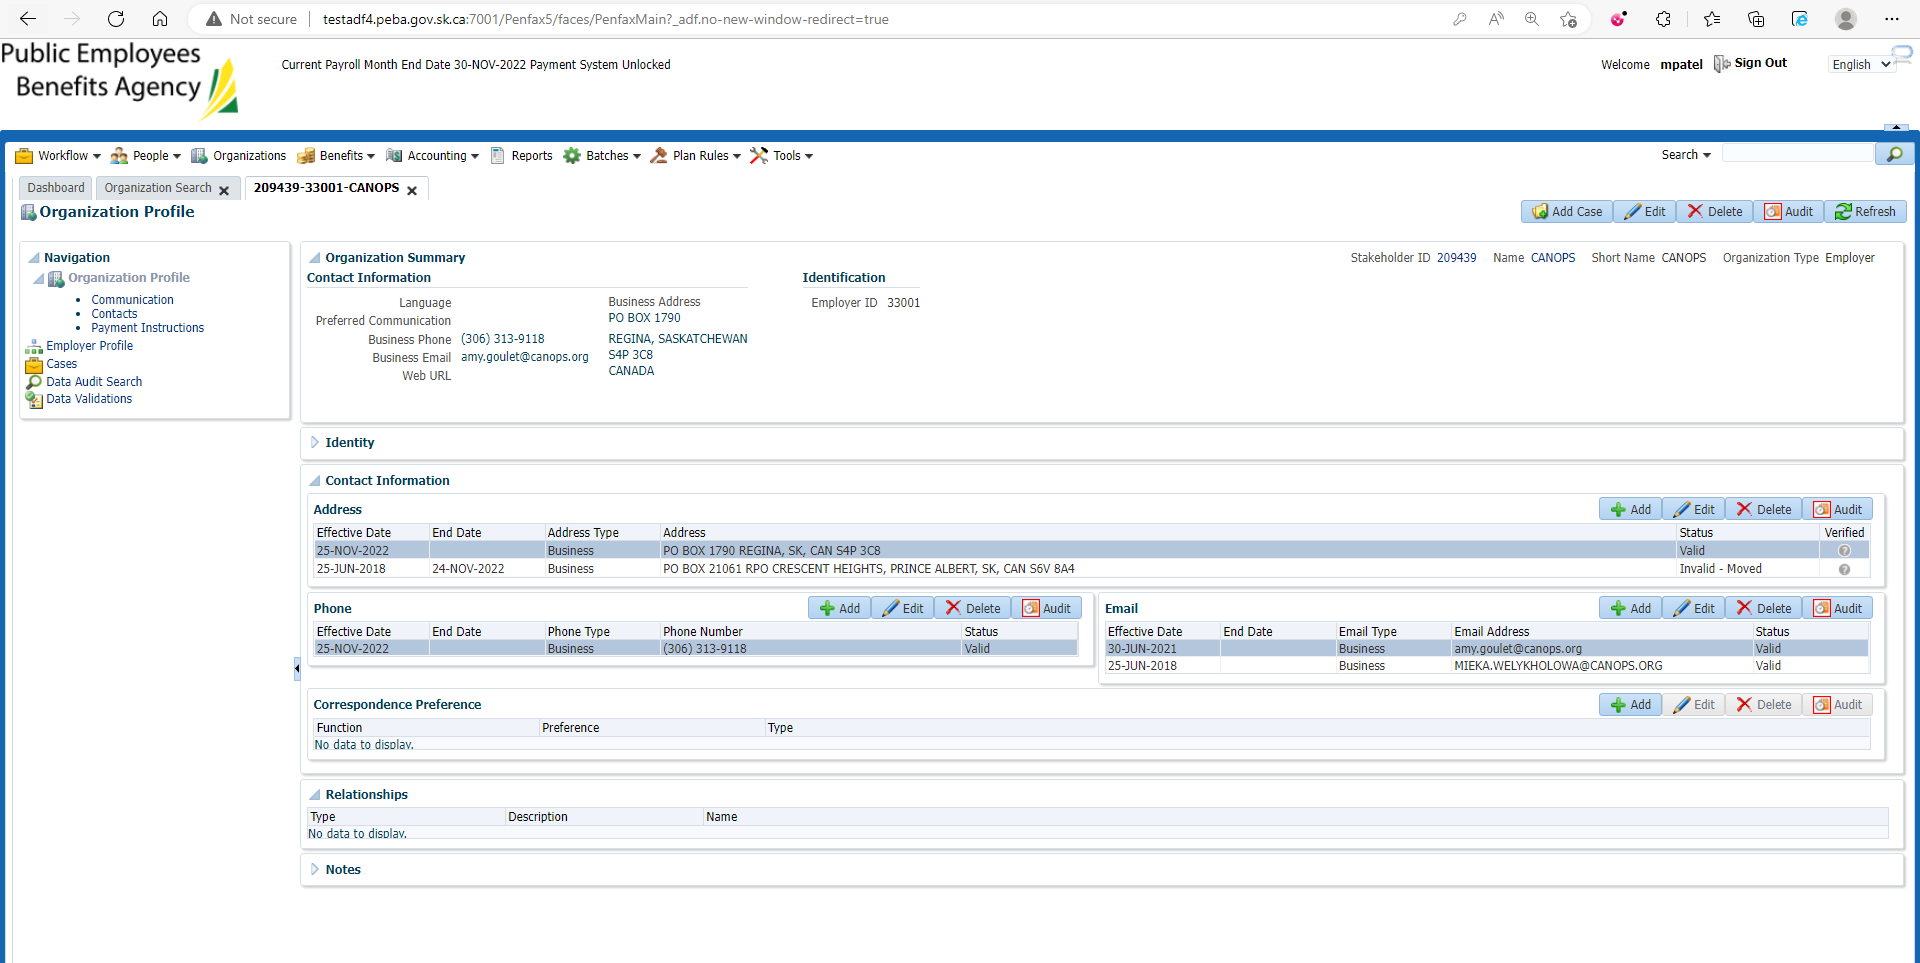 Not secure testadf4.peba.gov.sk.ca:7001/Penfax5/faces/PenfaxMain?_adf.no-new-window-redirect=true
Public Employees
Benefits Agency
Current Payroll Month End Date 30-NOV-2022 Payment System Unlocked
Welcome mpatel Sign Out English
Workflow People Organizations Benefits Accounting Reports Batches Plan Rules Tools Search
Dashboard Organization Search 209439-33001-CANOPS
Organization Profile
Add Case Edit Delete Audit Refresh
Navigation
Organization Profile
Communication
Contacts
Payment Instructions
Employer Profile
Cases
Data Audit Search
Data Validations
Organization Summary
Stakeholder ID 209439 Name CANOPS Short Name CANOPS Organization Type Employer
Contact Information
Language
Preferred Communication
Business Phone (306) 313-9118
Business Email amy.goulet@canops.org
Web URL
Business Address
PO BOX 1790
REGINA, SASKATCHEWAN
S4P 3C8
CANADA
Identification
Employer ID 33001
Identity
Contact Information
Address Add Edit Delete Audit
Effective Date End Date Address Type Address Status Verified
25-NOV-2022 Business PO BOX 1790 REGINA, SK, CAN S4P 3C8 Valid
25-JUN-2018 24-NOV-2022 Business PO BOX 21061 RPO CRESCENT HEIGHTS, PRINCE ALBERT, SK, CAN S6V 8A4 Invalid - Moved
Phone Add Edit Delete Audit
Effective Date End Date Phone Type Phone Number Status
25-NOV-2022 Business (306) 313-9118 Valid
Email Add Edit Delete Audit
Effective Date End Date Email Type Email Address Status
30-JUN-2021 Business amy.goulet@canops.org Valid
25-JUN-2018 Business MIEKA.WELYKHOLOWA@CANOPS.ORG Valid
Correspondence Preference Add Edit Delete Audit
Function Preference Type
No data to display.
Relationships
Type Description Name
No data to display.
Notes